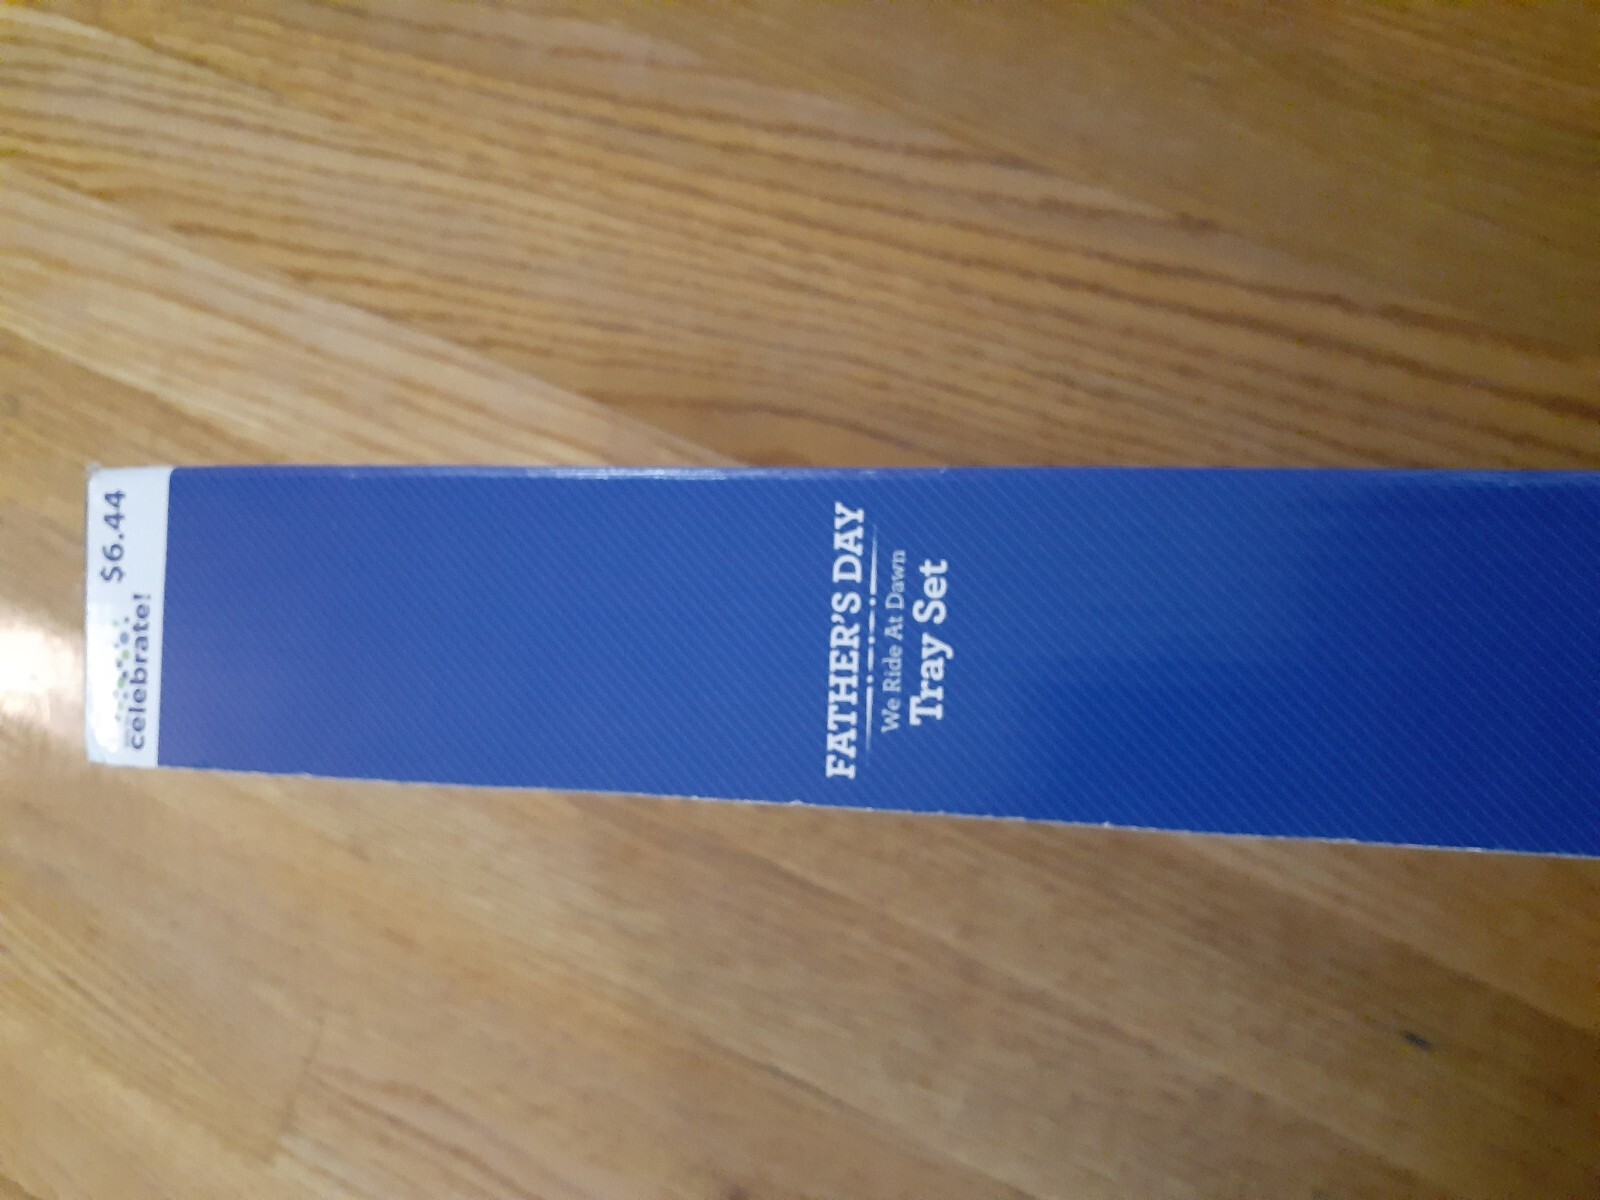 celebrate!
$6.44
FATHER'S DAY
We Ride At Dawn
Tray Set